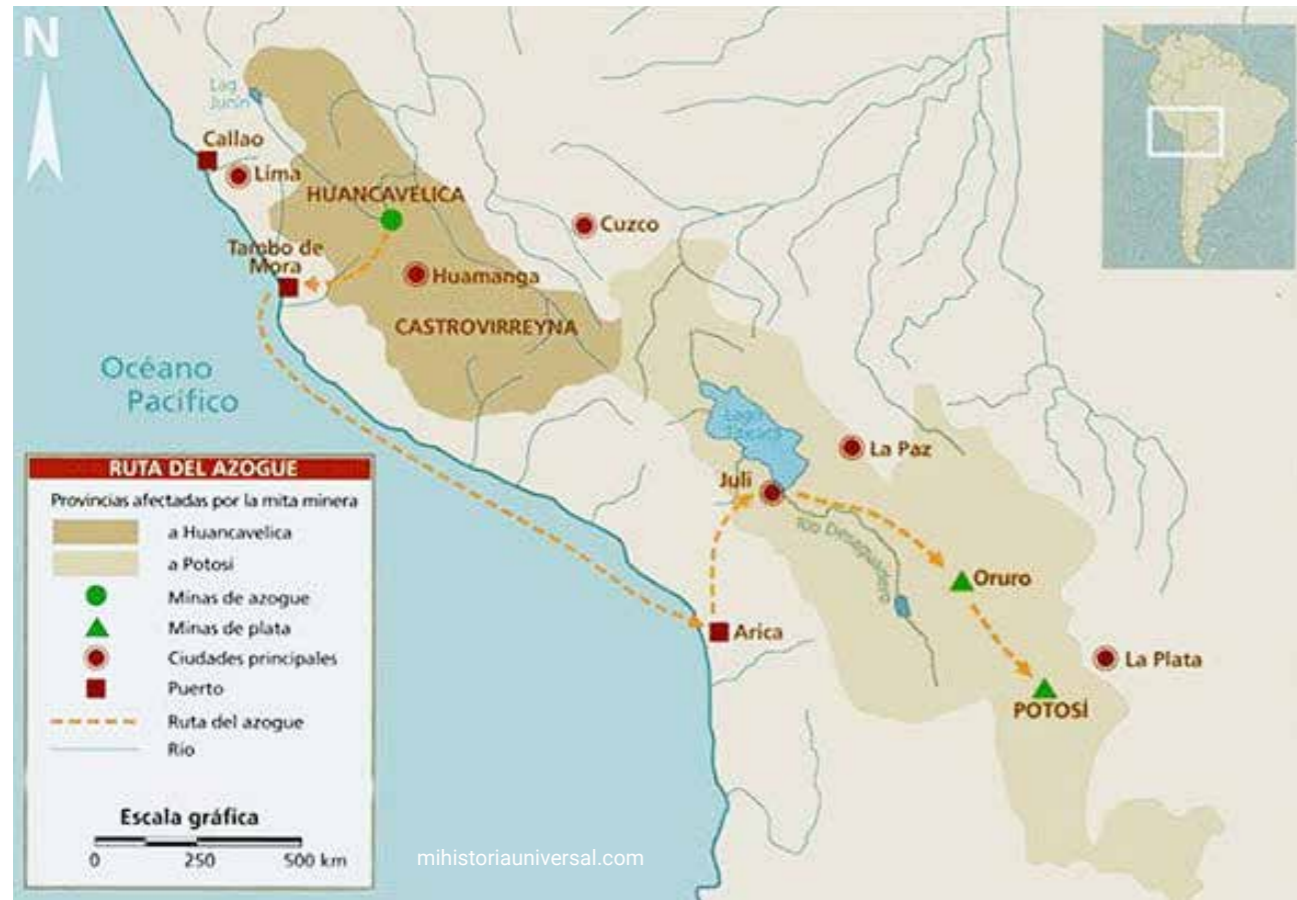 N
Lag.
Junín
Callao
Lima
HUANCAVELICA
Tambo de
Mora
Cuzco
Huamanga
CASTROVIRREYNA
Océano
Pacífico
Lago
La Paz
Juli
Río Desaguadero
Oruro
Arica
La Plata
POTOSÍ
RUTA DEL AZOGUE
Provincias afectadas por la mita minera
a Huancavelica
a Potosí
Minas de azogue
Minas de plata
Ciudades principales
Puerto
Ruta del azogue
Río
Escala gráfica
0 250 500 km
mihistoriauniversal.com